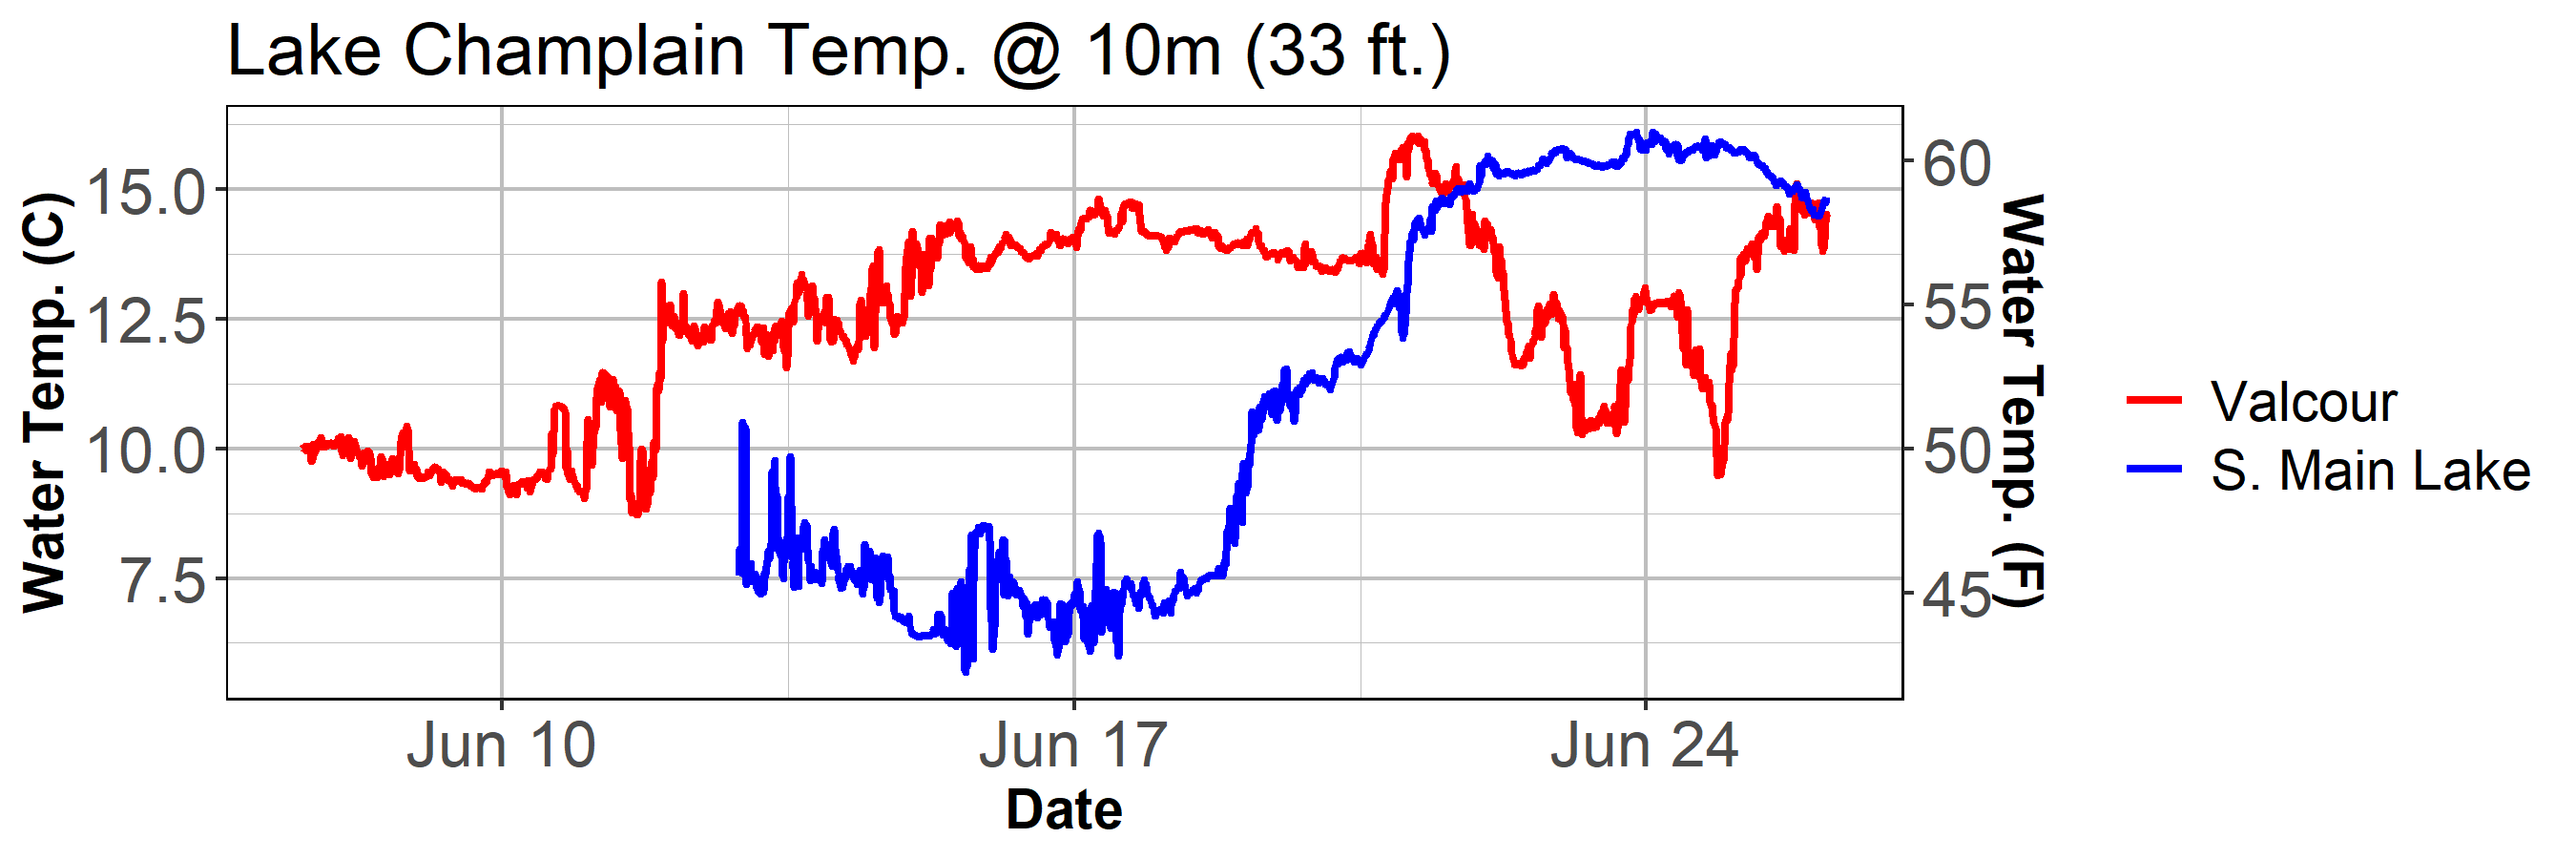 Lake Champlain Temp. @ 10m (33 ft.)
Water Temp. (C)
15.0
12.5
10.0
7.5
60
55
50
45
Water Temp. (F)
Jun 10
Jun 17
Jun 24
Date
Valcour
S. Main Lake